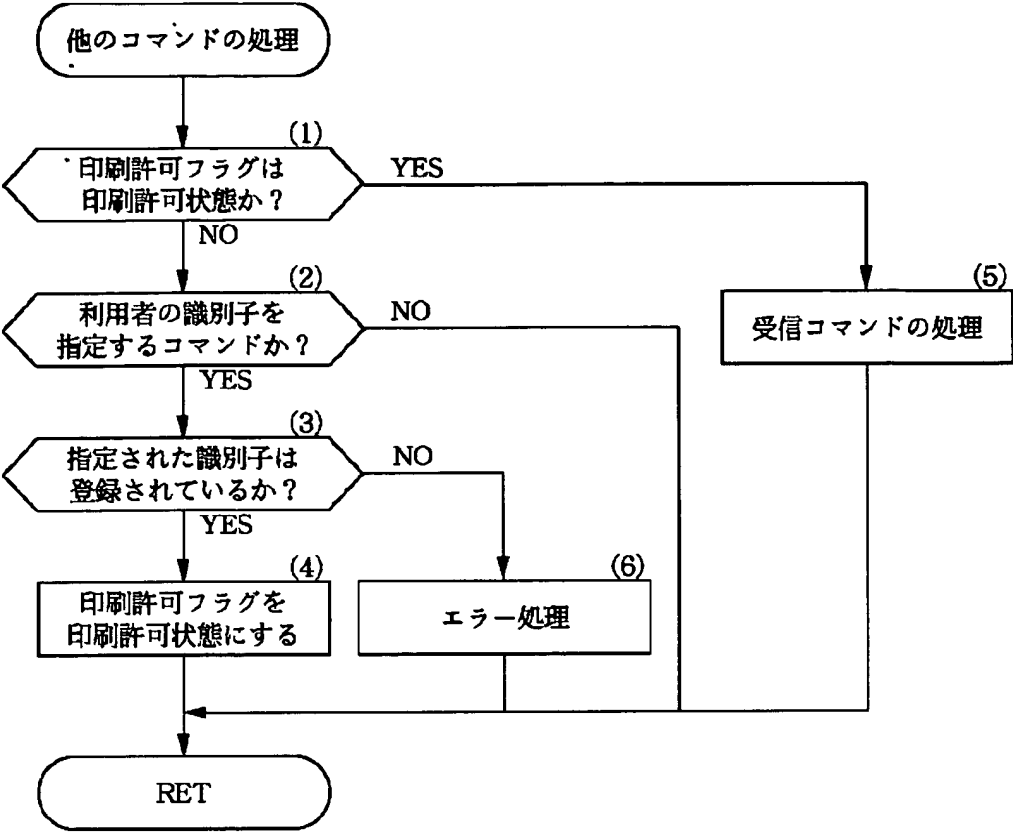 他のコマンドの処理
(1)
印刷許可フラグは
印刷許可状態か？
YES
NO
(2)
利用者の識別子を
指定するコマンドか？
NO
YES
(5)
受信コマンドの処理
(3)
指定された識別子は
登録されているか？
NO
YES
(4)
印刷許可フラグを
印刷許可状態にする
(6)
エラー処理
RET